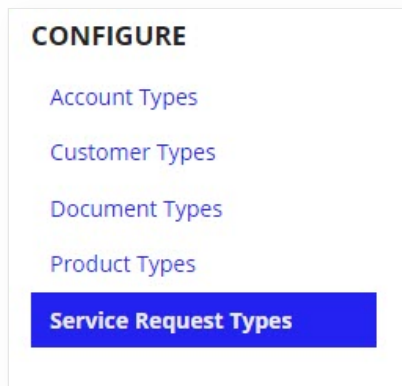 CONFIGURE
Account Types
Customer Types
Document Types
Product Types
Service Request Types